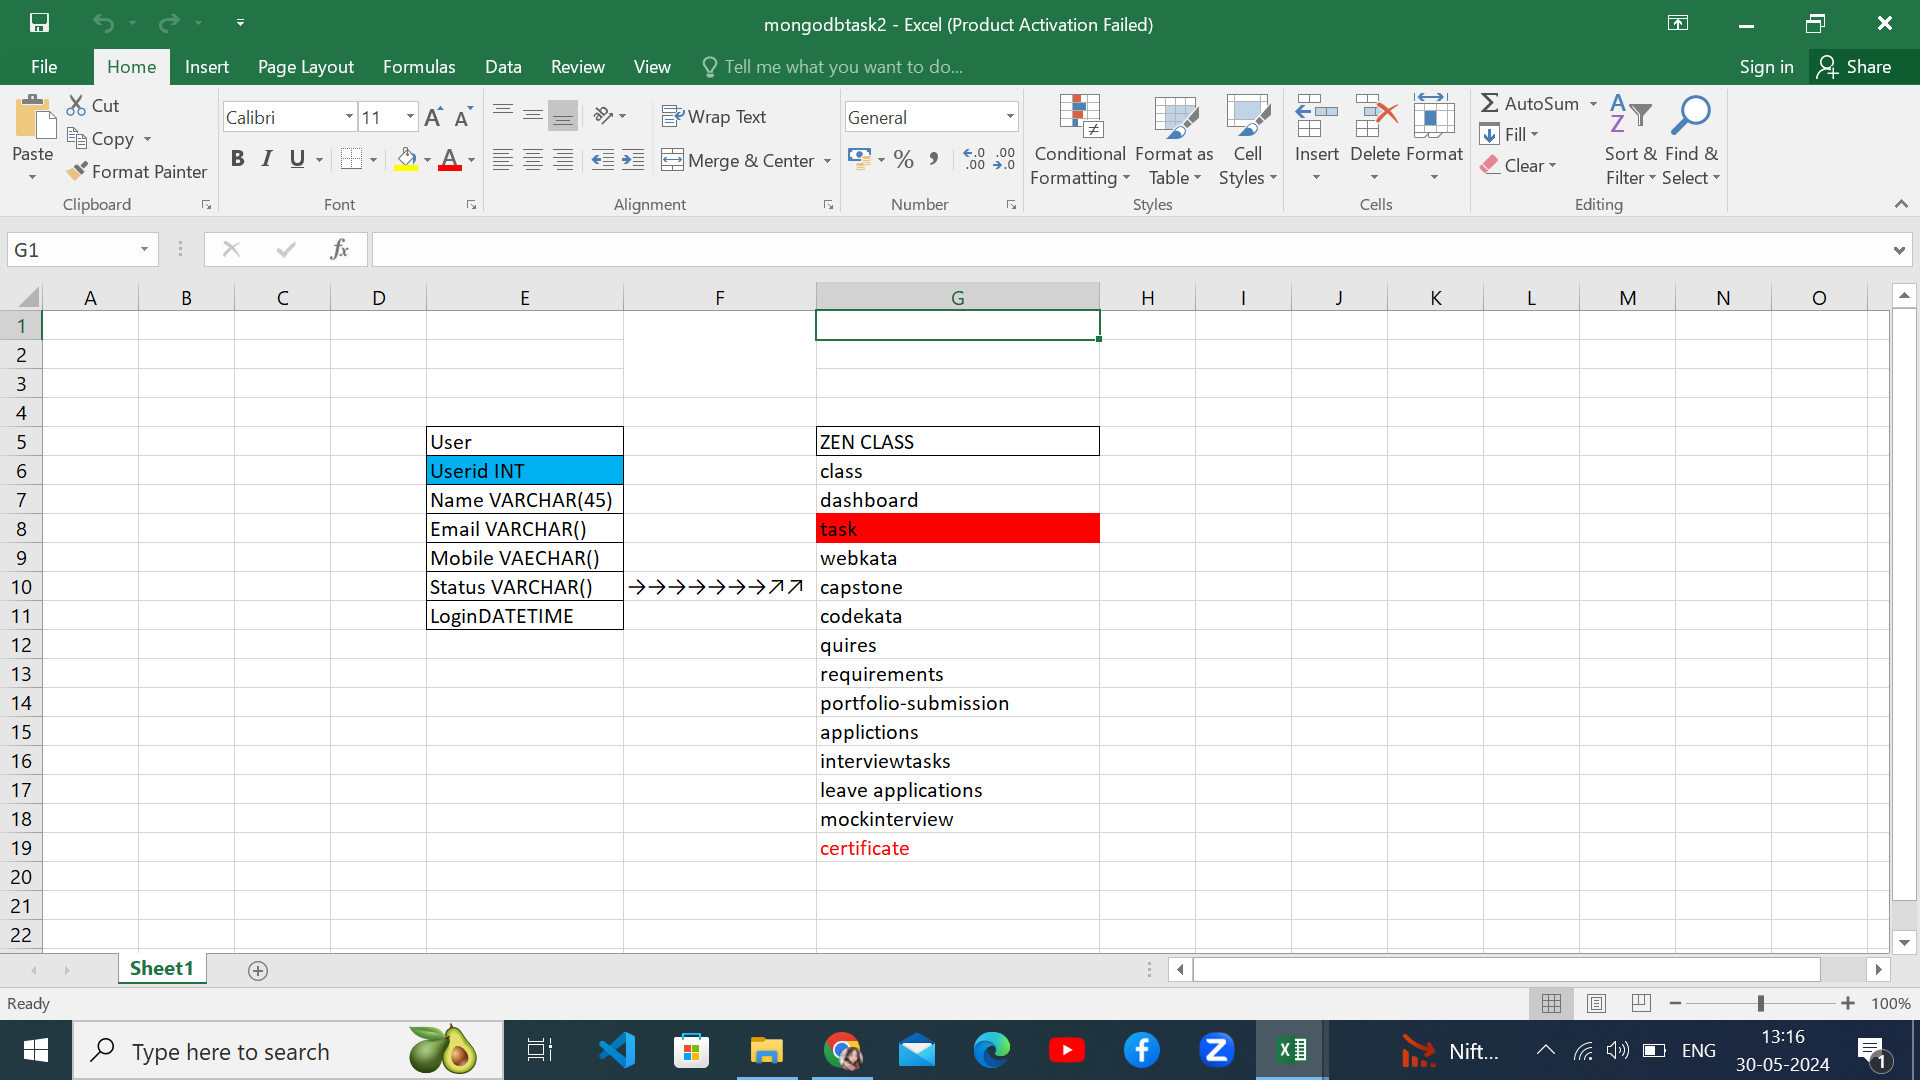 mongodbtask2 - Excel (Product Activation Failed)
File Home Insert Page Layout Formulas Data Review View Tell me what you want to do... Sign in Share
Paste
Cut
Copy
Format Painter
Clipboard
Calibri 11
B I U
Font
Wrap Text
Merge & Center
Alignment
General
Number
Conditional Formatting
Format as Table
Cell Styles
Styles
Insert Delete Format
Cells
AutoSum
Fill
Clear
Sort & Filter
Find & Select
Editing
G1
fx
A B C D E F G H I J K L M N O
1
2
3
4
5 User ZEN CLASS
6 Userid INT class
7 Name VARCHAR(45) dashboard
8 Email VARCHAR() task
9 Mobile VAECHAR() webkata
10 Status VARCHAR() →→→→→→→↗↗ capstone
11 LoginDATETIME codekata
12 quires
13 requirements
14 portfolio-submission
15 applictions
16 interviewtasks
17 leave applications
18 mockinterview
19 certificate
20
21
22
Sheet1
Ready
100%
Type here to search
Nift...
ENG
13:16
30-05-2024
1